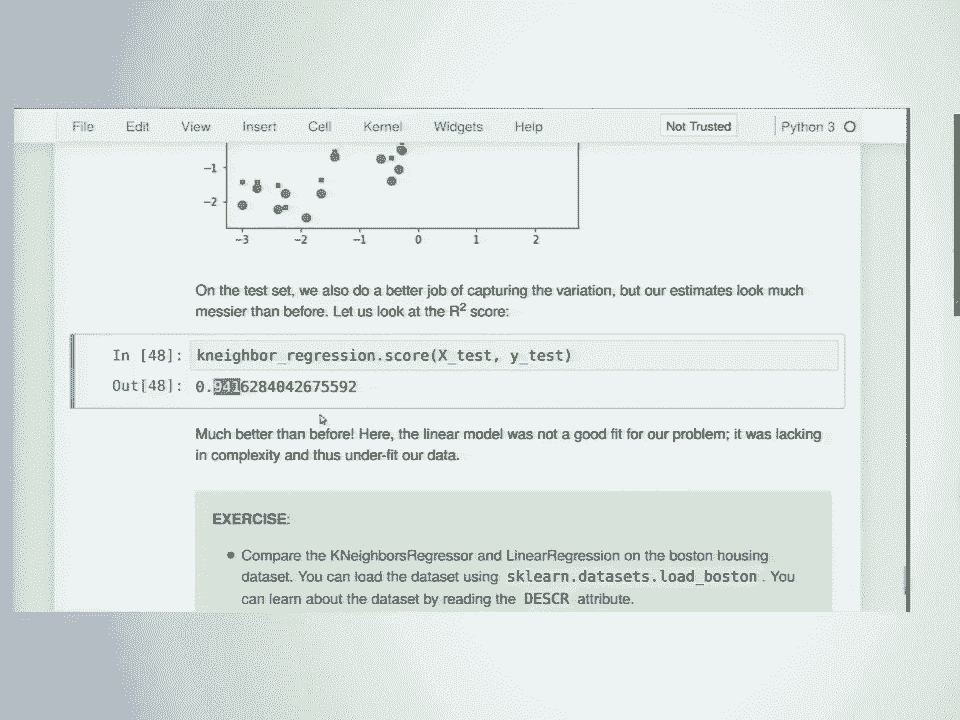 File Edit View Insert Cell Kernel Widgets Help Not Trusted Python 3
−1
−2
−3 −2 −1 0 1 2
On the test set, we also do a better job of capturing the variation, but our estimates look much
messier than before. Let us look at the R² score:
In [48]: kneighbor_regression.score(X_test, y_test)
Out[48]: 0.9416284042675592
Much better than before! Here, the linear model was not a good fit for our problem; it was lacking
in complexity and thus under-fit our data.
EXERCISE:
• Compare the KNeighborsRegressor and LinearRegression on the boston housing
dataset. You can load the dataset using sklearn.datasets.load_boston . You
can learn about the dataset by reading the DESCR attribute.